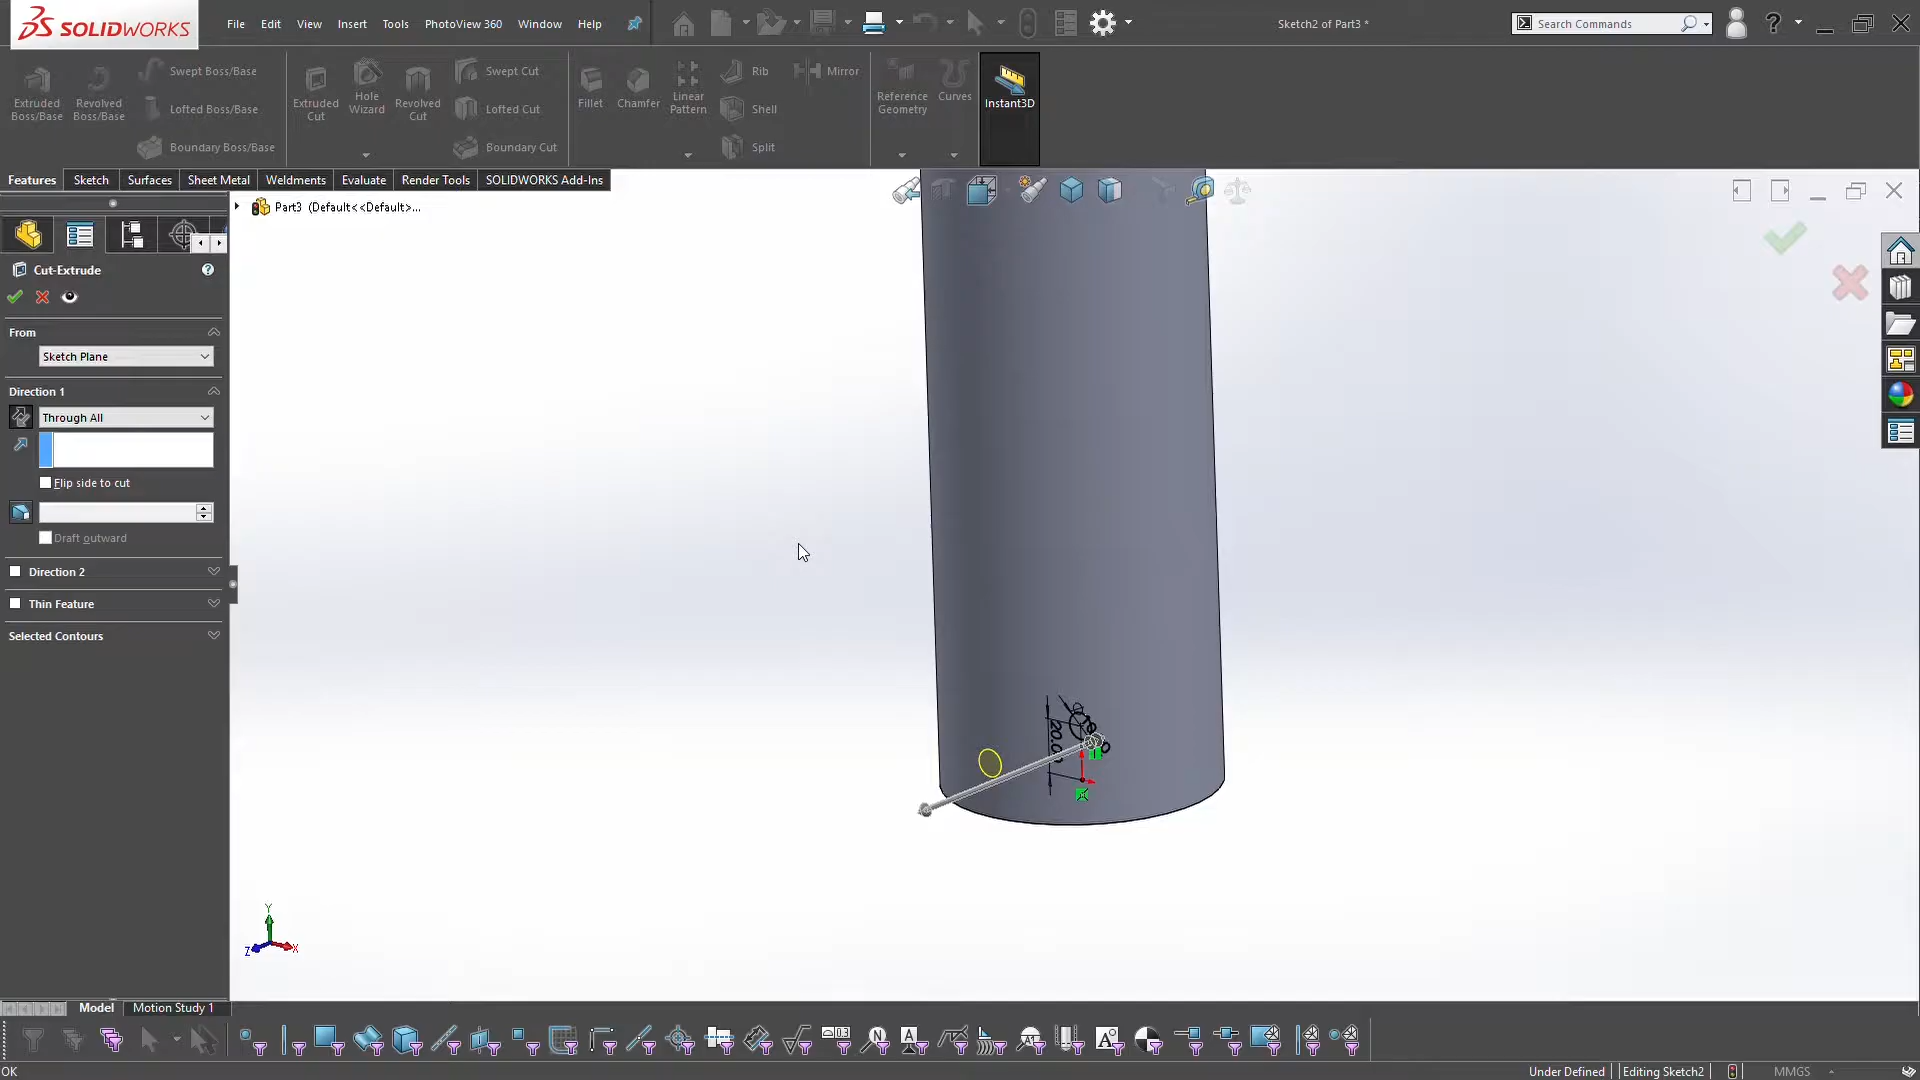 SOLIDWORKS
File
Edit
View
Insert
Tools
PhotoView 360
Window
Help
Sketch2 of Part3 *
Search Commands
?
Extruded Boss/Base
Revolved Boss/Base
Swept Boss/Base
Lofted Boss/Base
Boundary Boss/Base
Extruded Cut
Hole Wizard
Revolved Cut
Swept Cut
Lofted Cut
Boundary Cut
Fillet
Chamfer
Linear Pattern
Rib
Shell
Split
Mirror
Reference Geometry
Curves
Instant3D
Features
Sketch
Surfaces
Sheet Metal
Weldments
Evaluate
Render Tools
SOLIDWORKS Add-Ins
Part3 (Default<<Default>...
Cut-Extrude
?
From
Sketch Plane
Direction 1
Through All
Flip side to cut
Draft outward
Direction 2
Thin Feature
Selected Contours
Y
Z
X
Model
Motion Study 1
OK
Under Defined
Editing Sketch2
MMGS